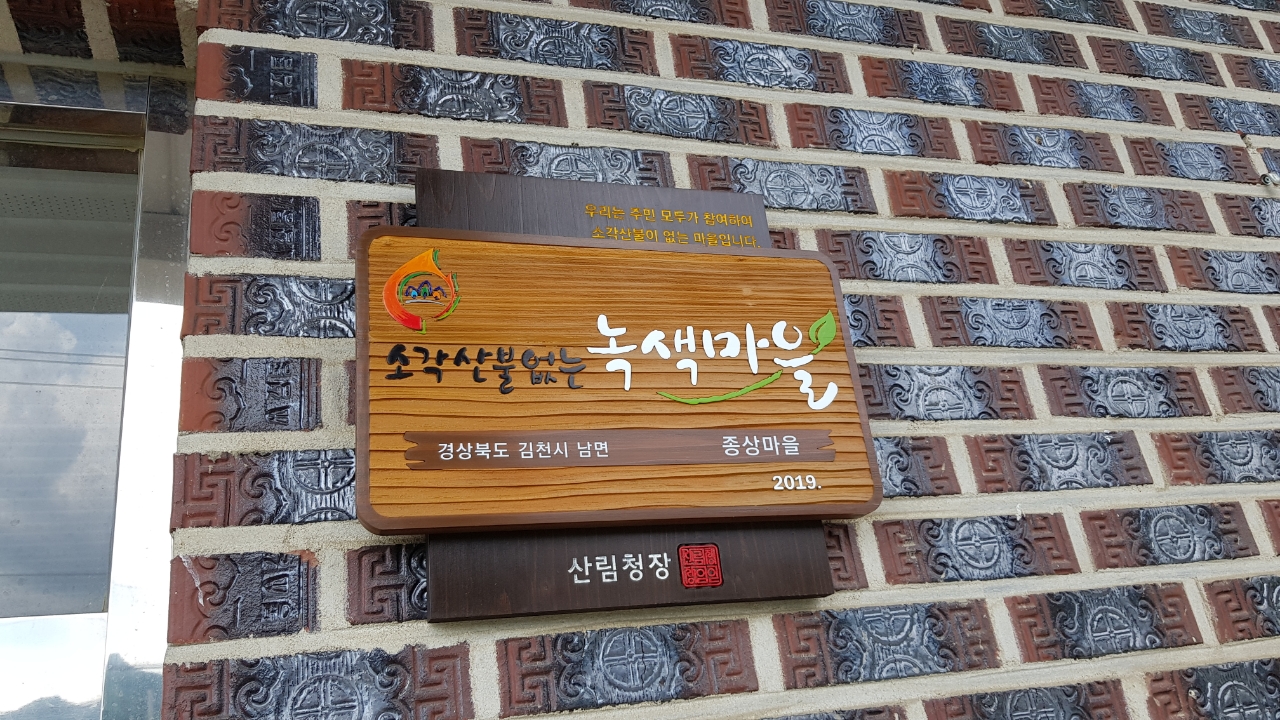 우리는 주민 모두가 참여하여
소각산불이 없는 마을입니다.
소각산불없는 녹색마을
경상북도 김천시 남면 종상마을
2019.
산림청장